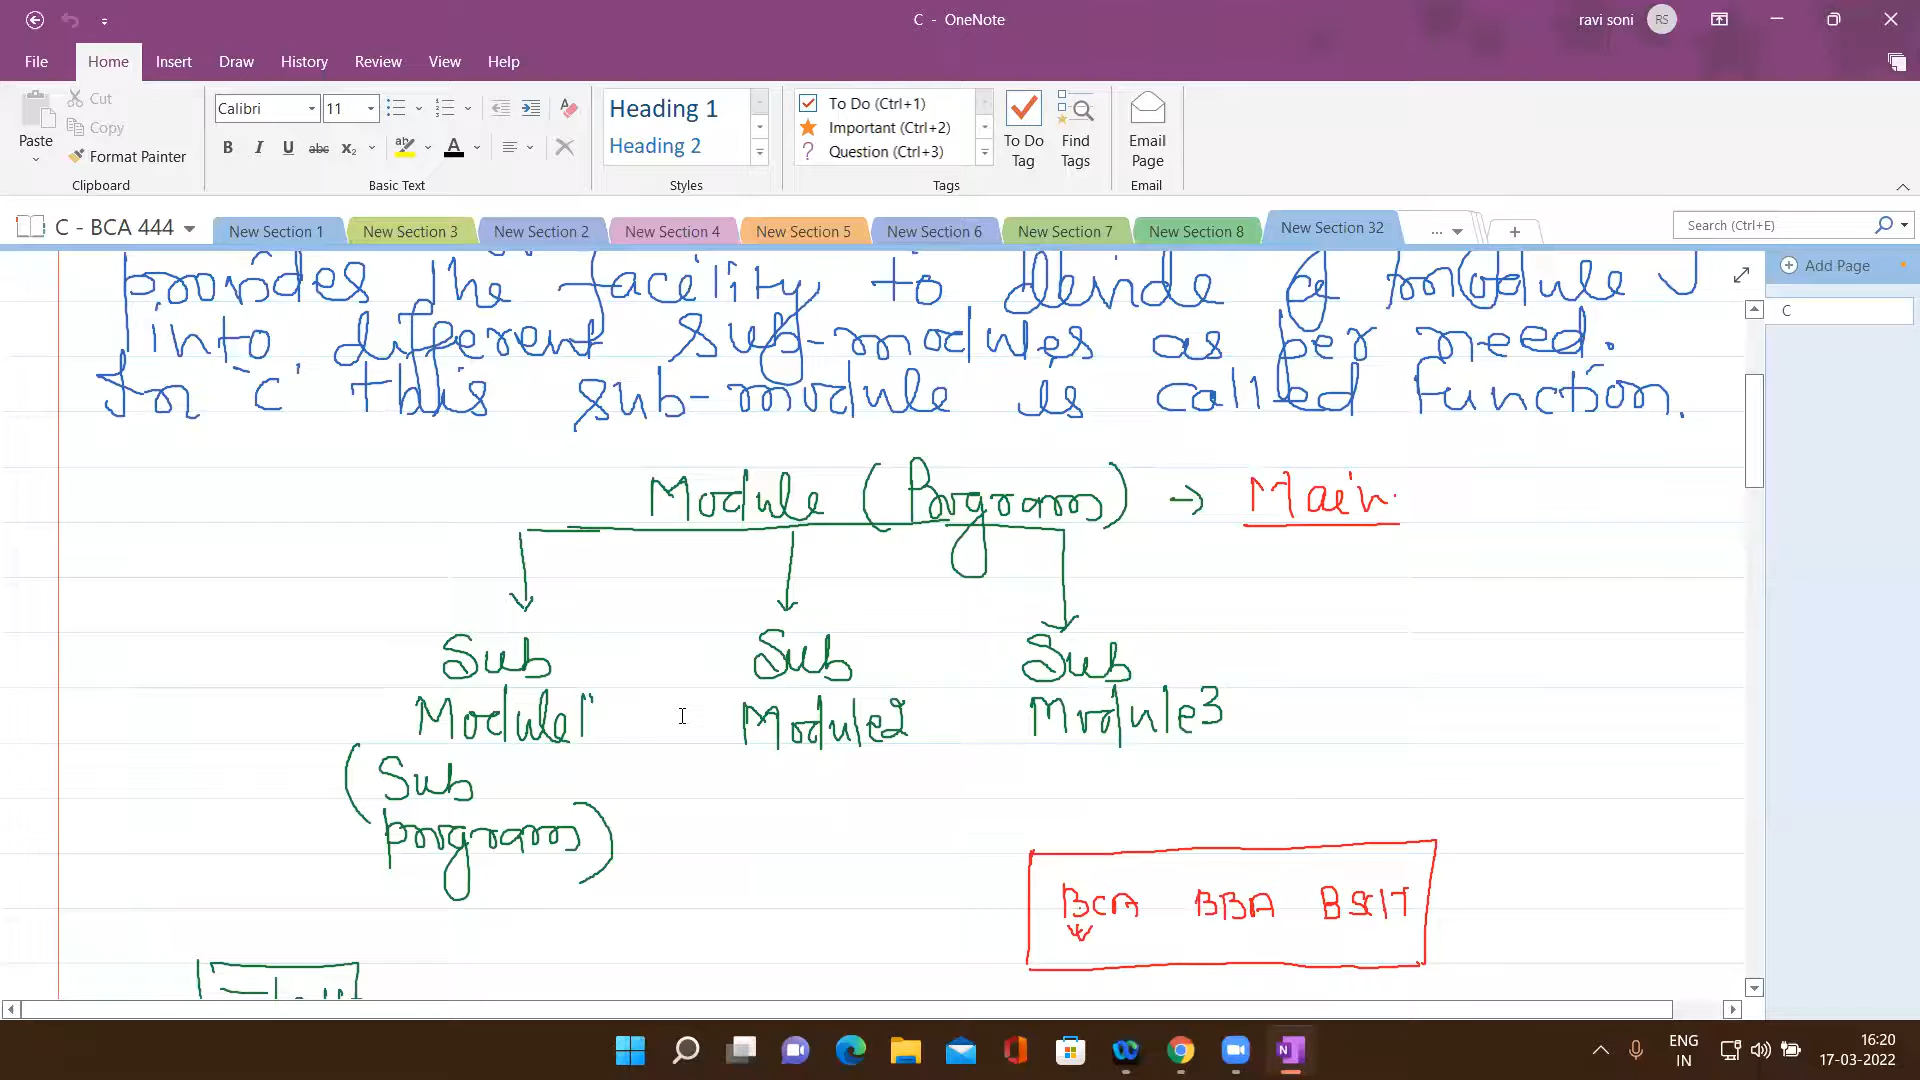 C - OneNote
ravi soni RS
File Home Insert Draw History Review View Help
Paste
Cut
Copy
Format Painter
Clipboard
Calibri 11
B I U abc x₂ ab A
Basic Text
Heading 1
Heading 2
Styles
To Do (Ctrl+1)
Important (Ctrl+2)
Question (Ctrl+3)
To Do Tag
Find Tags
Tags
Email Page
Email
C - BCA 444 New Section 1 New Section 3 New Section 2 New Section 4 New Section 5 New Section 6 New Section 7 New Section 8 New Section 32 ... + Search (Ctrl+E)
Add Page
C
provides the facility to devide a module
into different sub-modules as per need.
In 'C' this sub-module is called Function.
Module (Program) → Main
Sub Sub Sub
Module1 Module2 Module3
(Sub
program)
BCA BBA BSCIT
ENG
IN
16:20
17-03-2022